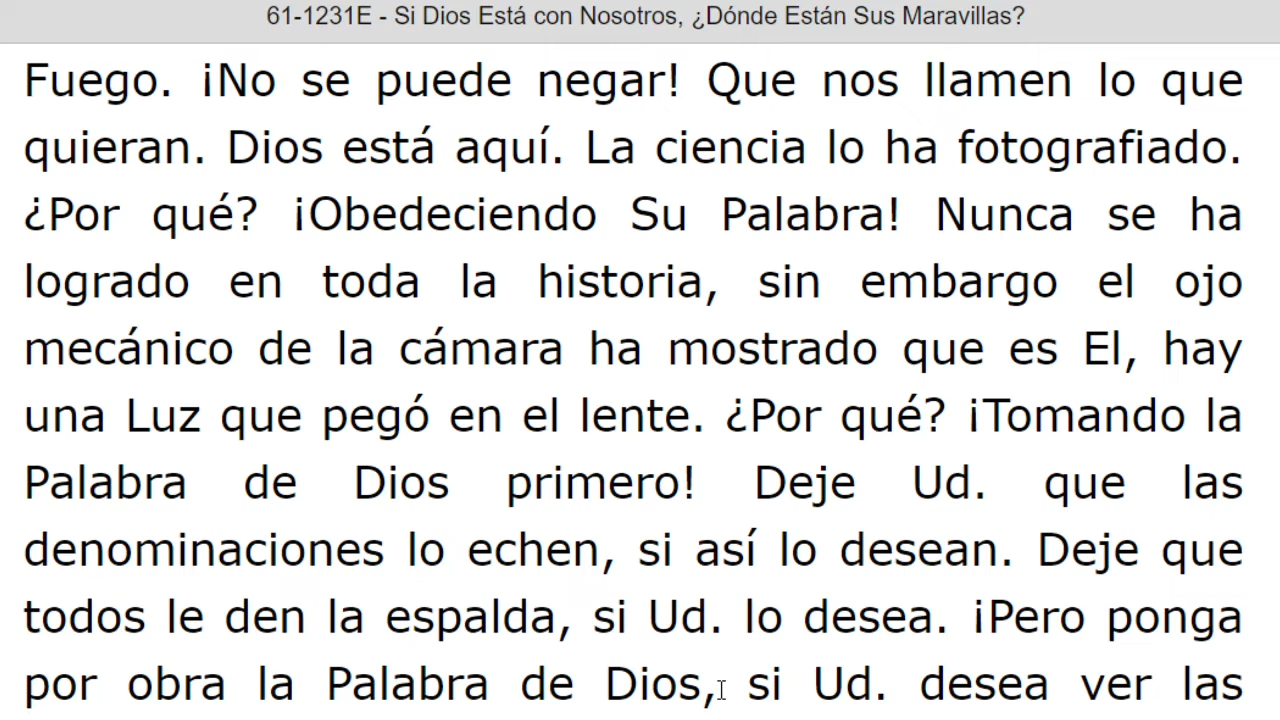 61-1231E - Si Dios Está con Nosotros, ¿Dónde Están Sus Maravillas?
Fuego. ¡No se puede negar! Que nos llamen lo que
quieran. Dios está aquí. La ciencia lo ha fotografiado.
¿Por qué? ¡Obedeciendo Su Palabra! Nunca se ha
logrado en toda la historia, sin embargo el ojo
mecánico de la cámara ha mostrado que es El, hay
una Luz que pegó en el lente. ¿Por qué? ¡Tomando la
Palabra de Dios primero! Deje Ud. que las
denominaciones lo echen, si así lo desean. Deje que
todos le den la espalda, si Ud. lo desea. ¡Pero ponga
por obra la Palabra de Dios, si Ud. desea ver las